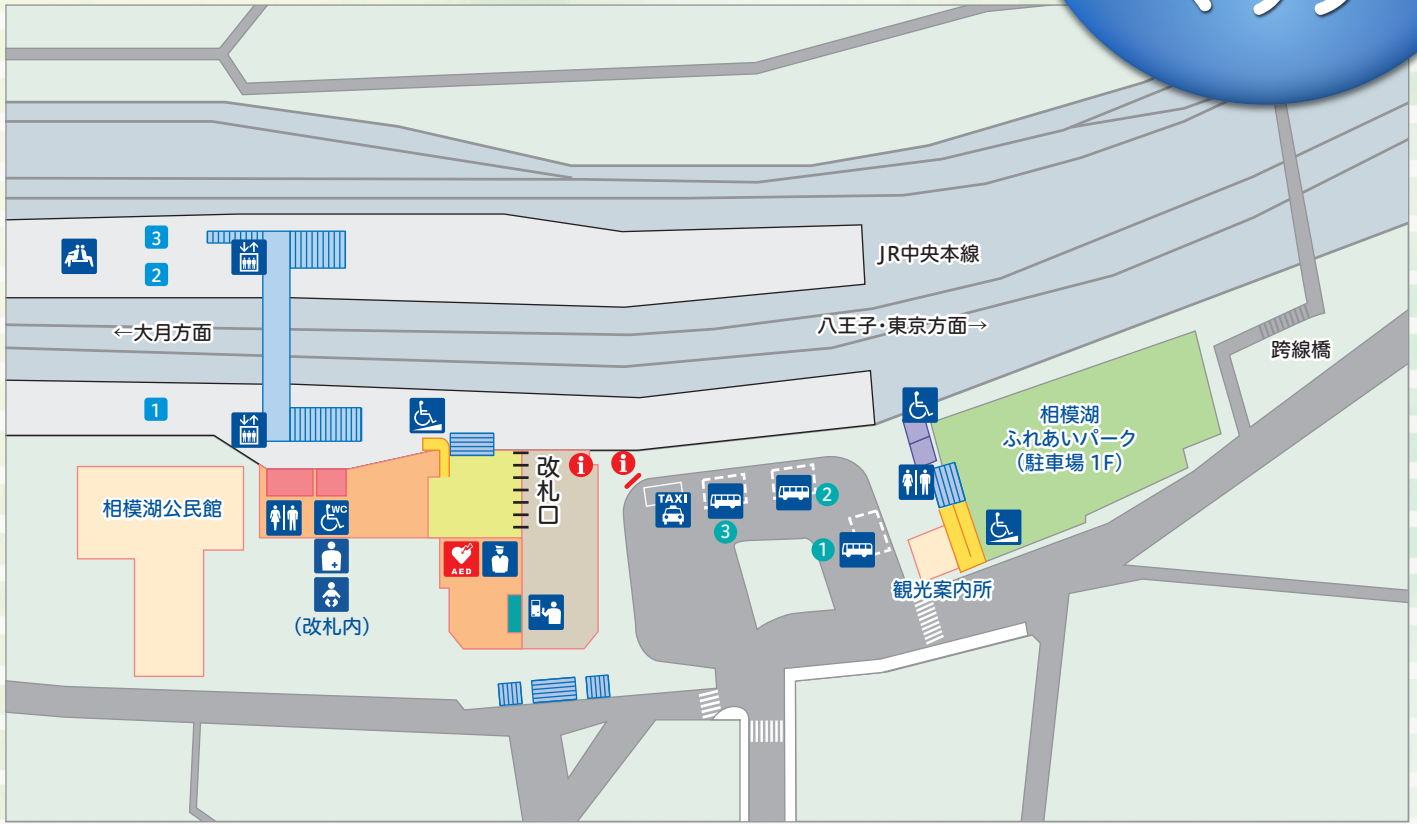 3
2
JR中央本線
←大月方面
八王子・東京方面→
跨線橋
1
相模湖
ふれあいパーク
（駐車場 1F）
改札口
相模湖公民館
WC
TAXI
2
3
1
AED
観光案内所
（改札内）